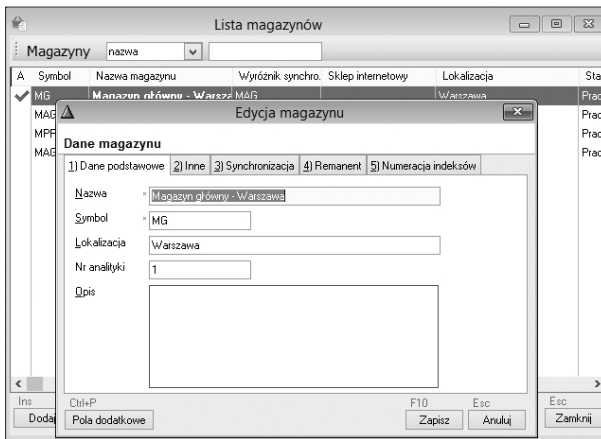 Lista magazynów
Magazyny nazwa
A Symbol Nazwa magazynu Wyróżnik synchro. Sklep internetowy Lokalizacja
MG Magazyn główny - Warsza MAG Warszawa
Edycja magazynu
Dane magazynu
1) Dane podstawowe 2) Inne 3) Synchronizacja 4) Remanent 5) Numeracja indeksów
Nazwa * Magazyn główny - Warszawa
Symbol * MG
Lokalizacja Warszawa
Nr analityki 1
Opis
Ins Ctrl+P F10 Esc Esc
Pola dodatkowe Zapisz Anuluj Zamknij